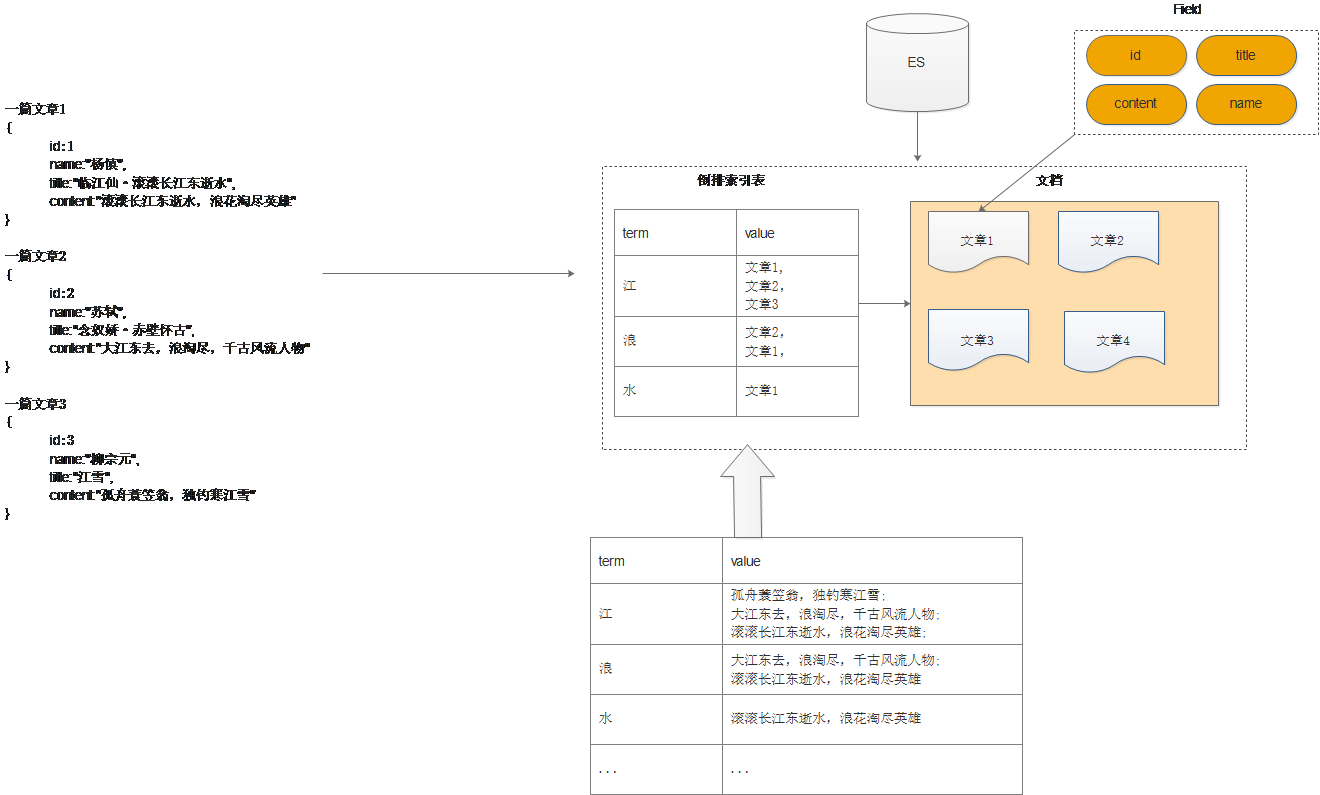 一篇文章1
{
id:1
name:"杨慎",
title:"临江仙·滚滚长江东逝水",
content:"滚滚长江东逝水，浪花淘尽英雄"
}
一篇文章2
{
id:2
name:"苏轼",
title:"念奴娇·赤壁怀古",
content:"大江东去，浪淘尽，千古风流人物"
}
一篇文章3
{
id:3
name:"柳宗元",
title:"江雪",
content:"孤舟蓑笠翁，独钓寒江雪"
}
ES
Field
id
title
content
name
倒排索引表
文档
term
value
江
文章1,
文章2,
文章3
浪
文章2,
文章1,
水
文章1
文章1
文章2
文章3
文章4
term
value
江
孤舟蓑笠翁，独钓寒江雪;
大江东去，浪淘尽，千古风流人物;
滚滚长江东逝水，浪花淘尽英雄;
浪
大江东去，浪淘尽，千古风流人物;
滚滚长江东逝水，浪花淘尽英雄
水
滚滚长江东逝水，浪花淘尽英雄
...
...